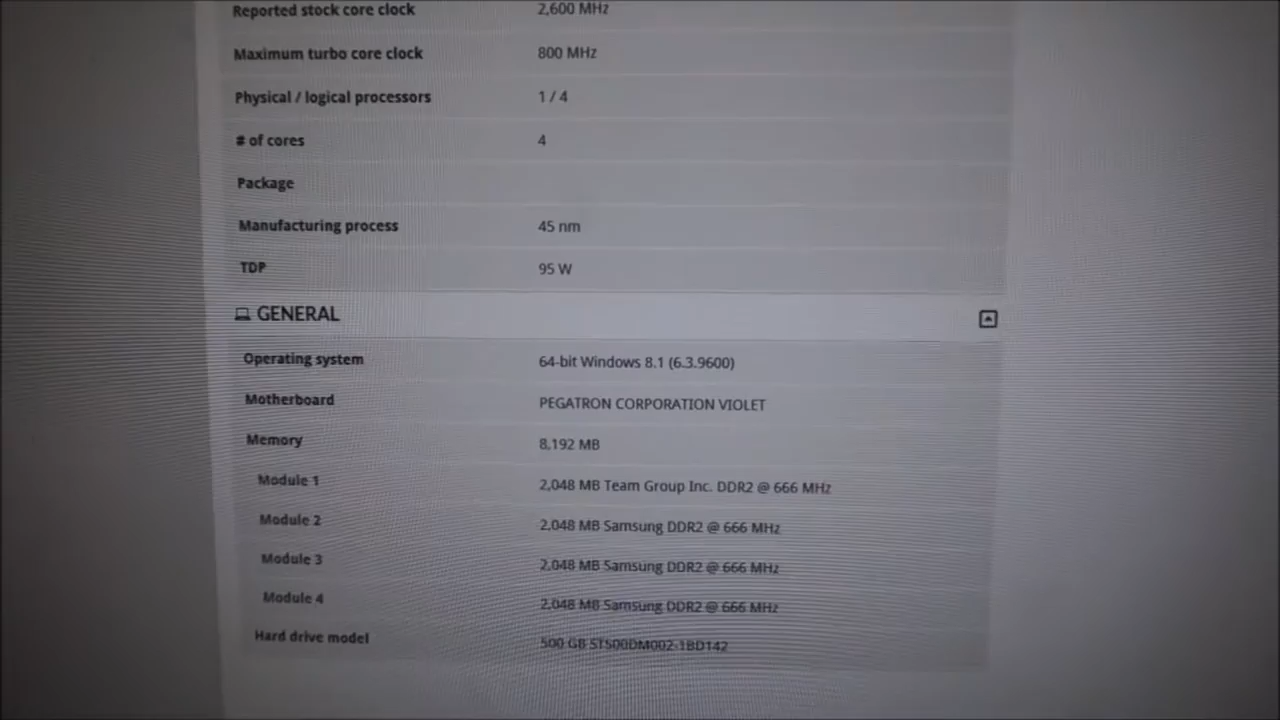 Reported stock core clock 2,600 MHz
Maximum turbo core clock 800 MHz
Physical / logical processors 1 / 4
# of cores 4
Package
Manufacturing process 45 nm
TDP 95 W
GENERAL
Operating system 64-bit Windows 8.1 (6.3.9600)
Motherboard PEGATRON CORPORATION VIOLET
Memory 8,192 MB
Module 1 2,048 MB Team Group Inc. DDR2 @ 666 MHz
Module 2 2,048 MB Samsung DDR2 @ 666 MHz
Module 3 2,048 MB Samsung DDR2 @ 666 MHz
Module 4 2,048 MB Samsung DDR2 @ 666 MHz
Hard drive model 500 GB ST500DM002-1BD142